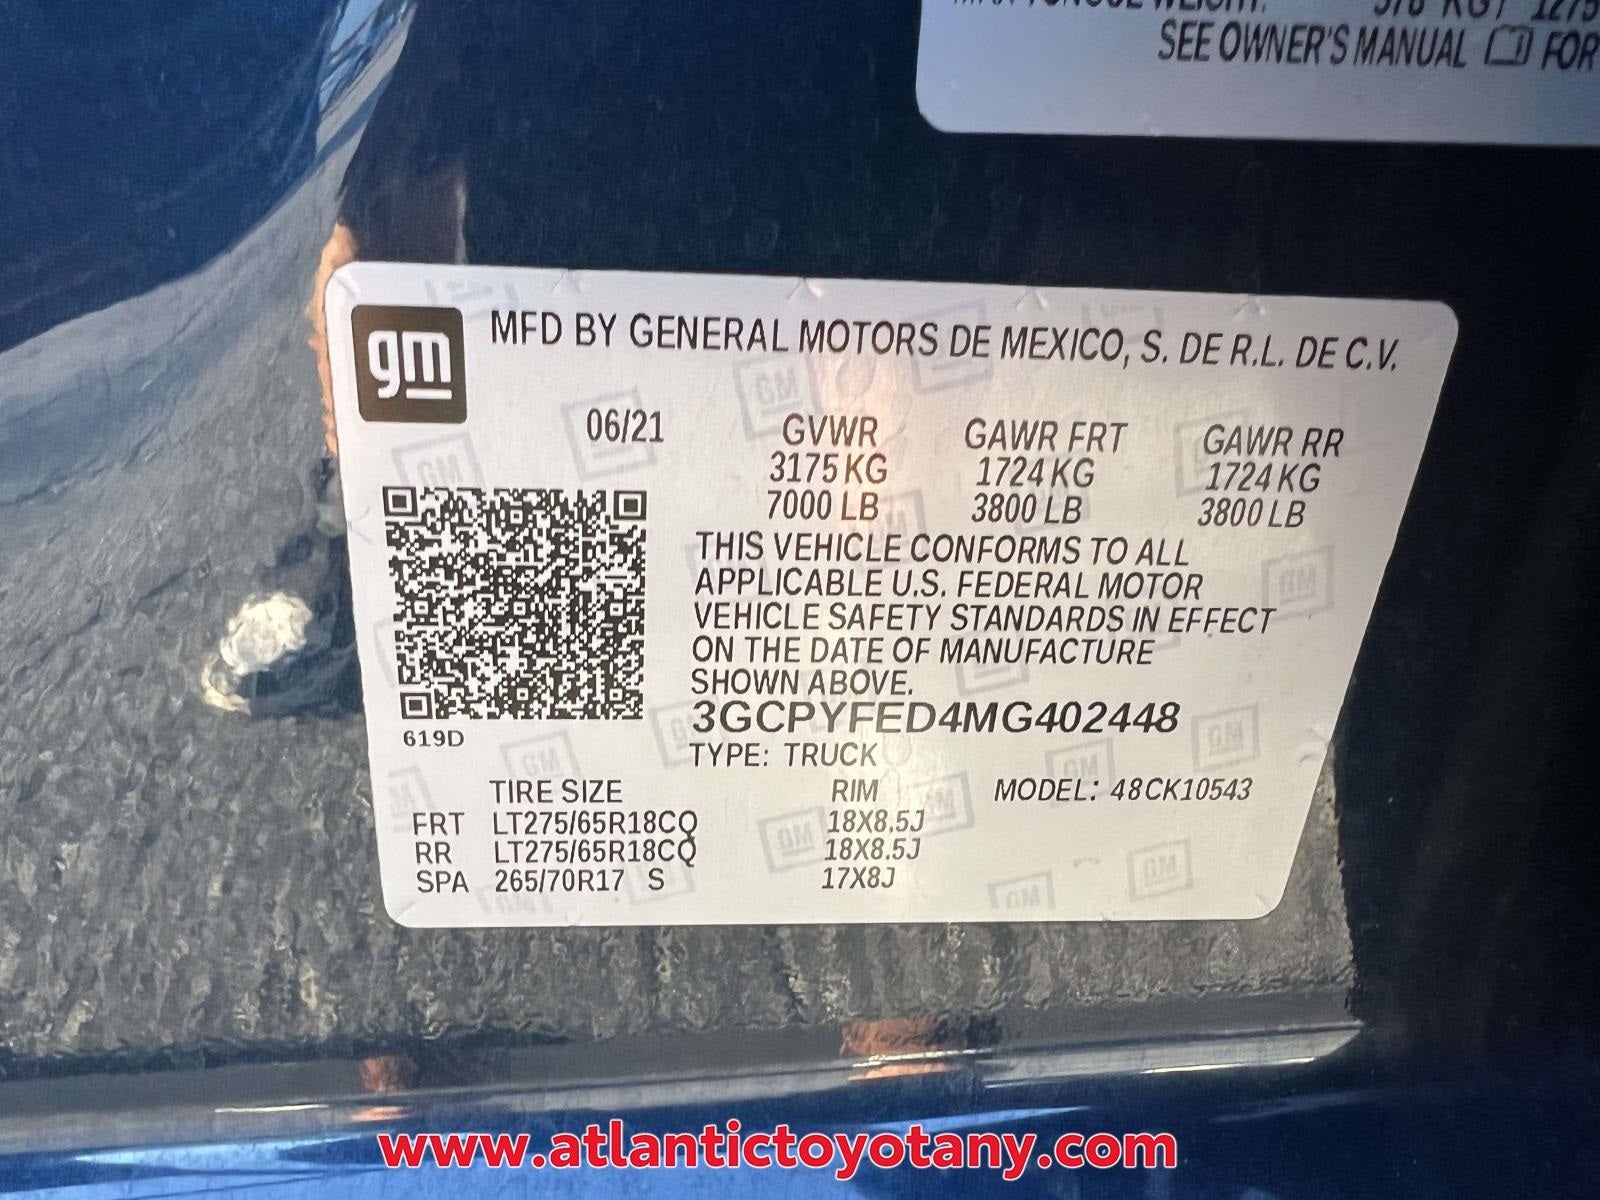 SEE OWNER'S MANUAL FOR
gm
MFD BY GENERAL MOTORS DE MEXICO, S. DE R.L. DE C.V.
06/21 GVWR GAWR FRT GAWR RR
3175 KG 1724 KG 1724 KG
7000 LB 3800 LB 3800 LB
THIS VEHICLE CONFORMS TO ALL
APPLICABLE U.S. FEDERAL MOTOR
VEHICLE SAFETY STANDARDS IN EFFECT
ON THE DATE OF MANUFACTURE
SHOWN ABOVE.
3GCPYFED4MG402448
619D
TYPE: TRUCK
TIRE SIZE RIM MODEL: 48CK10543
FRT LT275/65R18CQ 18X8.5J
RR LT275/65R18CQ 18X8.5J
SPA 265/70R17 S 17X8J
www.atlantictoyotany.com